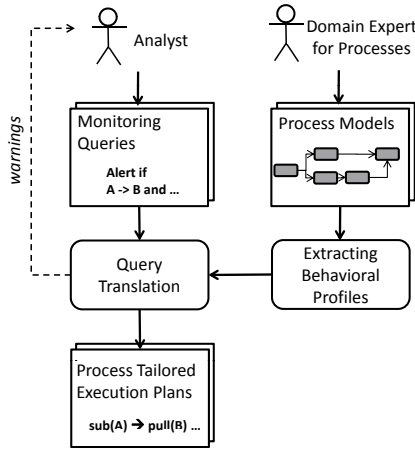 Analyst
Domain Expert
for Processes
warnings
Monitoring
Queries
Alert if
A -> B and ...
Process Models
Query
Translation
Extracting
Behavioral
Profiles
Process Tailored
Execution Plans
sub(A) ➔ pull(B) ...